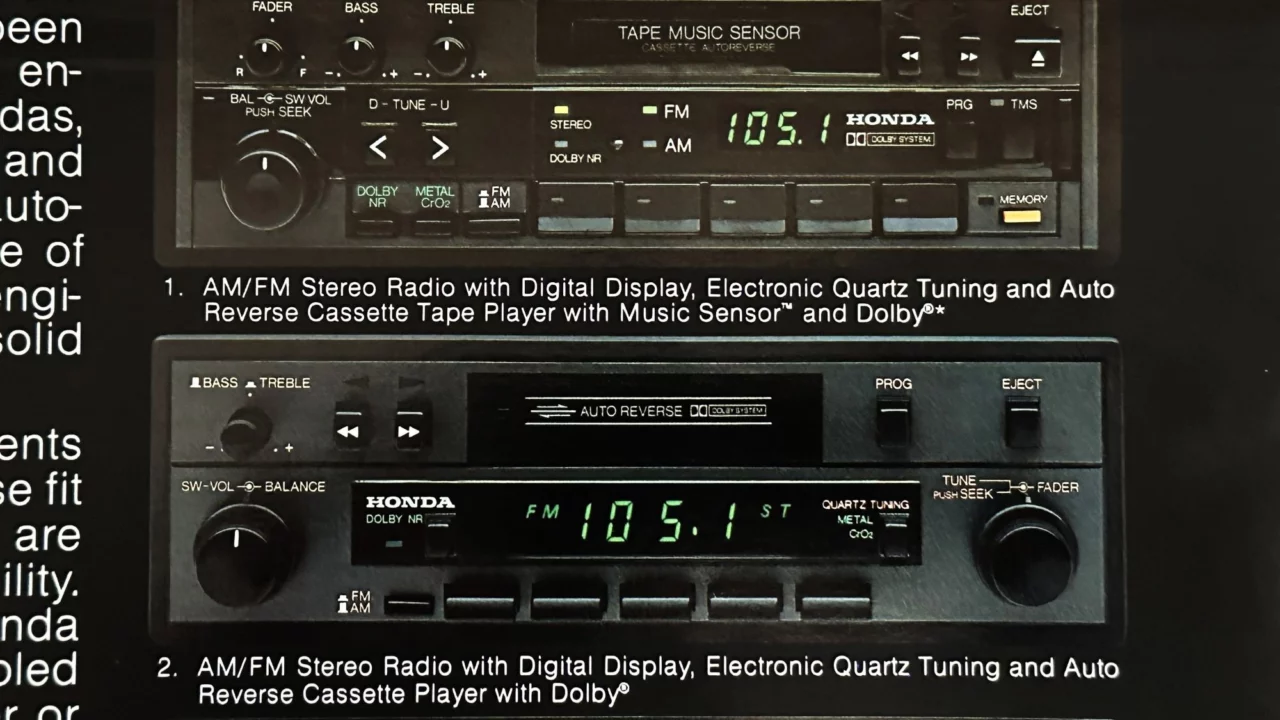 been
en-
das,
and
auto-
e of
engi-
solid
ents
se fit
are
ility.
nda
oled
r or
FADER BASS TREBLE
R F - + - +
TAPE MUSIC SENSOR
CASSETTE AUTOREVERSE
EJECT
BAL SW VOL
PUSH SEEK
D - TUNE - U
STEREO
DOLBY NR
FM
AM
105.1
HONDA
DOLBY SYSTEM
PRG TMS
DOLBY NR
METAL CrO2
FM
AM
MEMORY
1. AM/FM Stereo Radio with Digital Display, Electronic Quartz Tuning and Auto
Reverse Cassette Tape Player with Music Sensor™ and Dolby®*
BASS TREBLE
- +
AUTO REVERSE DOLBY SYSTEM
PROG EJECT
SW-VOL BALANCE
HONDA
DOLBY NR
FM 105.1 ST
QUARTZ TUNING
METAL
CrO2
TUNE
PUSH SEEK
FADER
FM
AM
2. AM/FM Stereo Radio with Digital Display, Electronic Quartz Tuning and Auto
Reverse Cassette Player with Dolby®